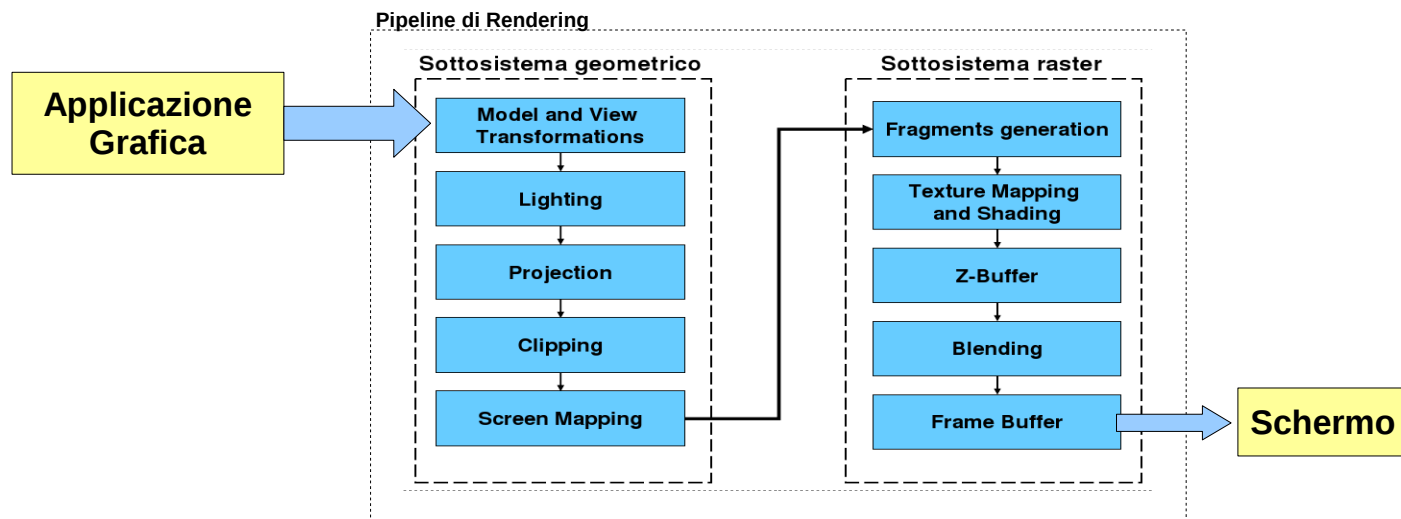 Pipeline di Rendering
Applicazione
Grafica
Sottosistema geometrico
Model and View
Transformations
Lighting
Projection
Clipping
Screen Mapping
Sottosistema raster
Fragments generation
Texture Mapping
and Shading
Z-Buffer
Blending
Frame Buffer
Schermo